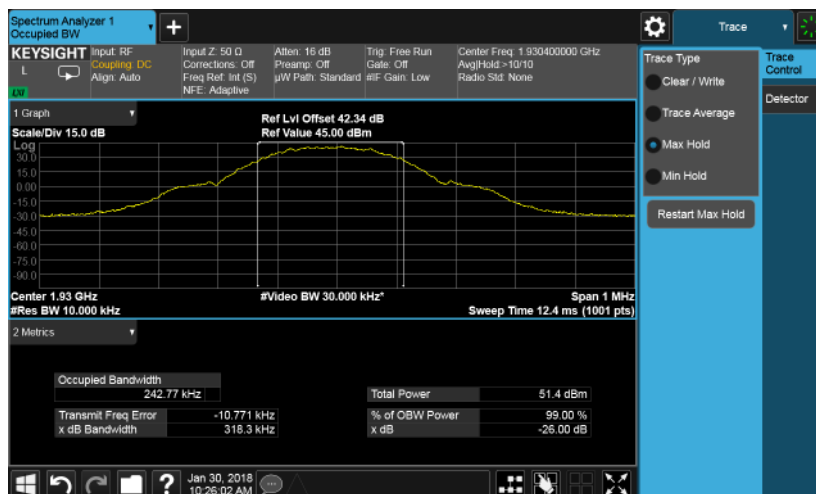 Spectrum Analyzer 1
Occupied BW
Trace
KEYSIGHT
L
LXI
Input: RF
Coupling: DC
Align: Auto
Input Z: 50 Ω
Corrections: Off
Freq Ref: Int (S)
NFE: Adaptive
Atten: 16 dB
Preamp: Off
µW Path: Standard
Trig: Free Run
Gate: Off
#IF Gain: Low
Center Freq: 1.930400000 GHz
Avg|Hold:>10/10
Radio Std: None
Trace Type
Clear / Write
Trace Average
Max Hold
Min Hold
Restart Max Hold
Trace
Control
Detector
1 Graph
Scale/Div 15.0 dB
Ref Lvl Offset 42.34 dB
Ref Value 45.00 dBm
Log
30.0
15.0
0.00
-15.0
-30.0
-45.0
-60.0
-75.0
-90.0
Center 1.93 GHz
#Video BW 30.000 kHz*
Span 1 MHz
#Res BW 10.000 kHz
Sweep Time 12.4 ms (1001 pts)
2 Metrics
Occupied Bandwidth
242.77 kHz
Total Power 51.4 dBm
Transmit Freq Error -10.771 kHz
% of OBW Power 99.00 %
x dB Bandwidth 318.3 kHz
x dB -26.00 dB
?
Jan 30, 2018
10:26:02 AM